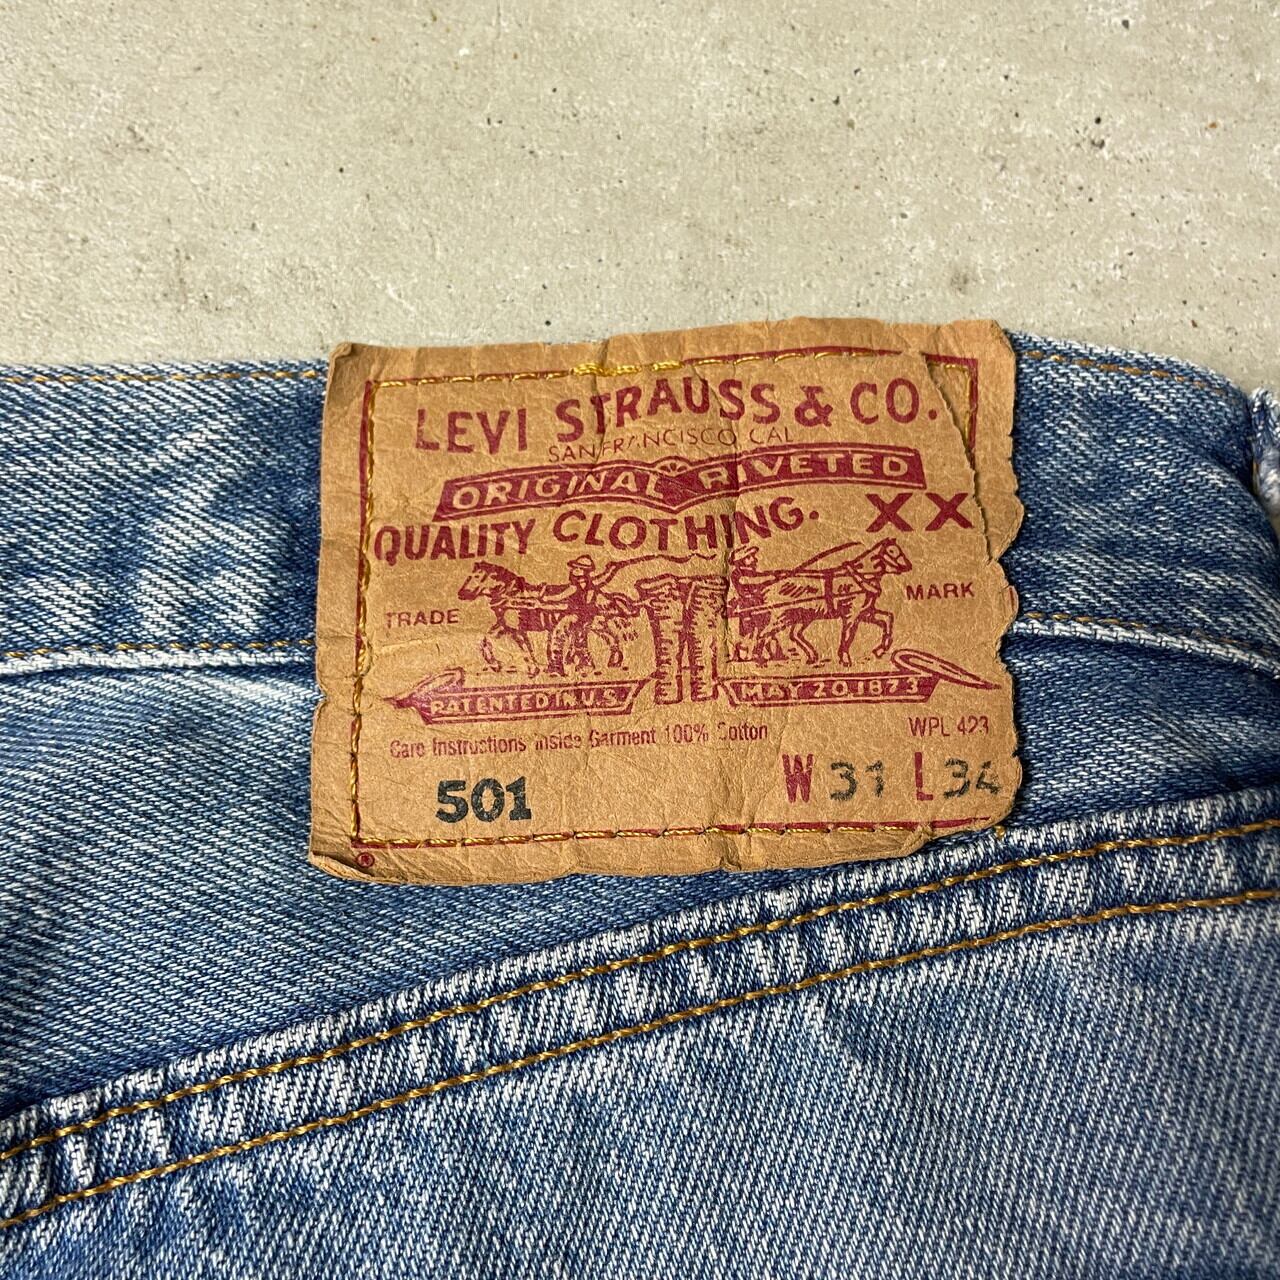 LEVI STRAUSS & CO.
SAN FRANCISCO CAL
ORIGINAL RIVETED
QUALITY CLOTHING. XX
TRADE MARK
PATENTED IN U.S MAY 20 1873
Care Instructions Inside Garment 100% Cotton WPL 423
501 W 31 L 34
®